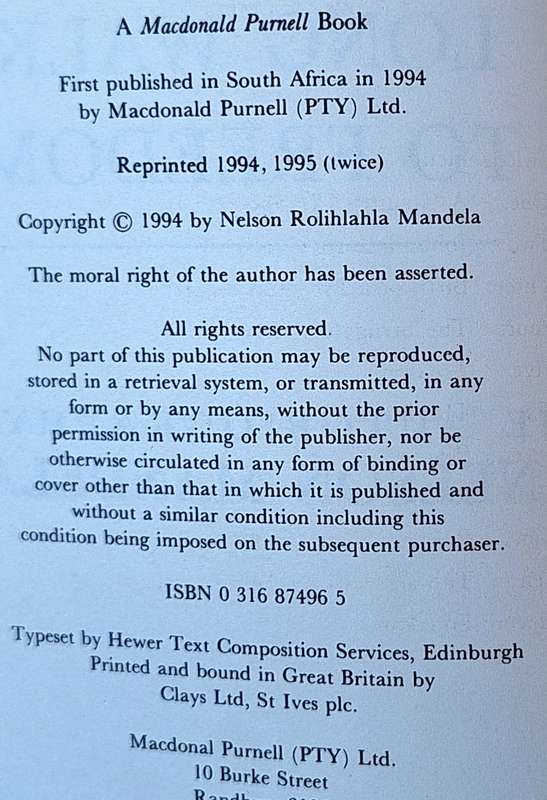 A Macdonald Purnell Book
First published in South Africa in 1994
by Macdonald Purnell (PTY) Ltd.
Reprinted 1994, 1995 (twice)
Copyright © 1994 by Nelson Rolihlahla Mandela
The moral right of the author has been asserted.
All rights reserved.
No part of this publication may be reproduced,
stored in a retrieval system, or transmitted, in any
form or by any means, without the prior
permission in writing of the publisher, nor be
otherwise circulated in any form of binding or
cover other than that in which it is published and
without a similar condition including this
condition being imposed on the subsequent purchaser.
ISBN 0 316 87496 5
Typeset by Hewer Text Composition Services, Edinburgh
Printed and bound in Great Britain by
Clays Ltd, St Ives plc.
Macdonal Purnell (PTY) Ltd.
10 Burke Street